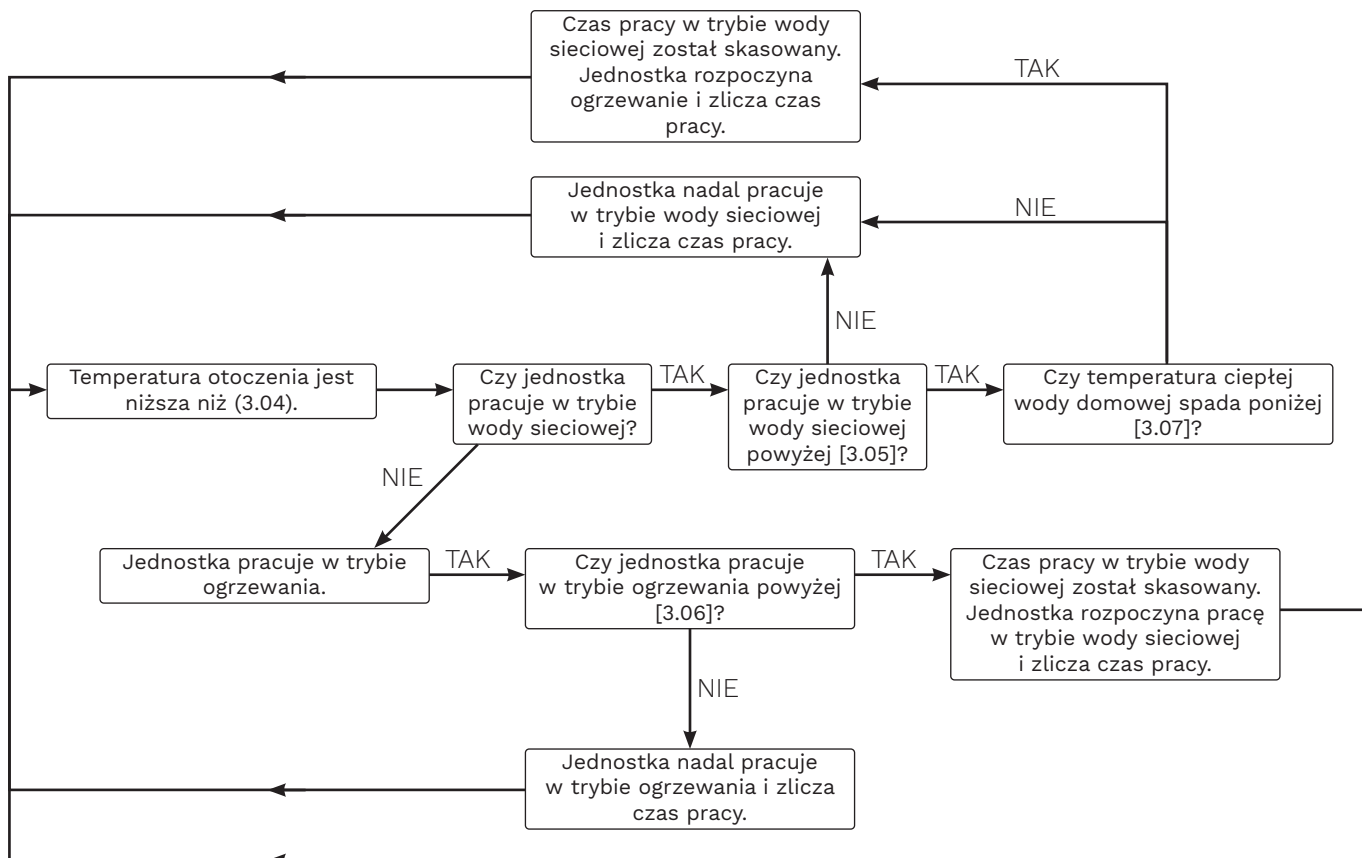 Czas pracy w trybie wody
sieciowej został skasowany.
Jednostka rozpoczyna
ogrzewanie i zlicza czas
pracy.
TAK
Jednostka nadal pracuje
w trybie wody sieciowej
i zlicza czas pracy.
NIE
NIE
Temperatura otoczenia jest
niższa niż (3.04).
Czy jednostka
pracuje w trybie
wody sieciowej?
TAK
Czy jednostka
pracuje w trybie
wody sieciowej
powyżej [3.05]?
TAK
Czy temperatura ciepłej
wody domowej spada poniżej
[3.07]?
NIE
Jednostka pracuje w trybie
ogrzewania.
TAK
Czy jednostka pracuje
w trybie ogrzewania powyżej
[3.06]?
TAK
Czas pracy w trybie wody
sieciowej został skasowany.
Jednostka rozpoczyna pracę
w trybie wody sieciowej
i zlicza czas pracy.
NIE
Jednostka nadal pracuje
w trybie ogrzewania i zlicza
czas pracy.